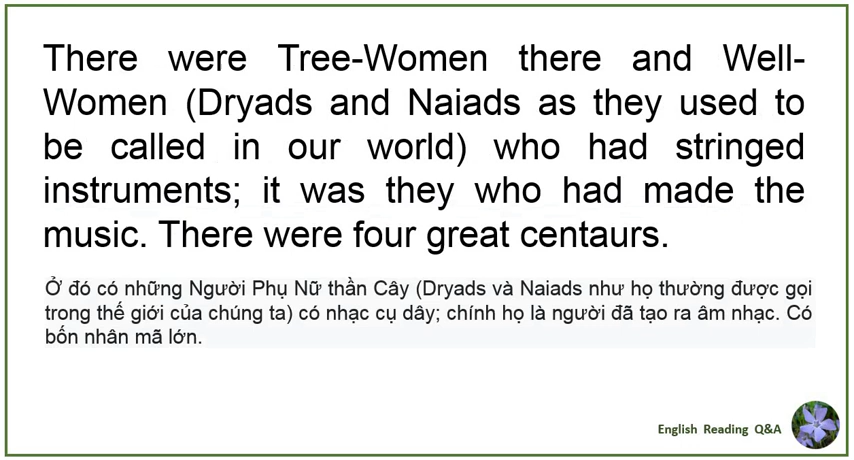 There were Tree-Women there and Well-
Women (Dryads and Naiads as they used to
be called in our world) who had stringed
instruments; it was they who had made the
music. There were four great centaurs.
Ở đó có những Người Phụ Nữ thần Cây (Dryads và Naiads như họ thường được gọi
trong thế giới của chúng ta) có nhạc cụ dây; chính họ là người đã tạo ra âm nhạc. Có
bốn nhân mã lớn.
English Reading Q&A